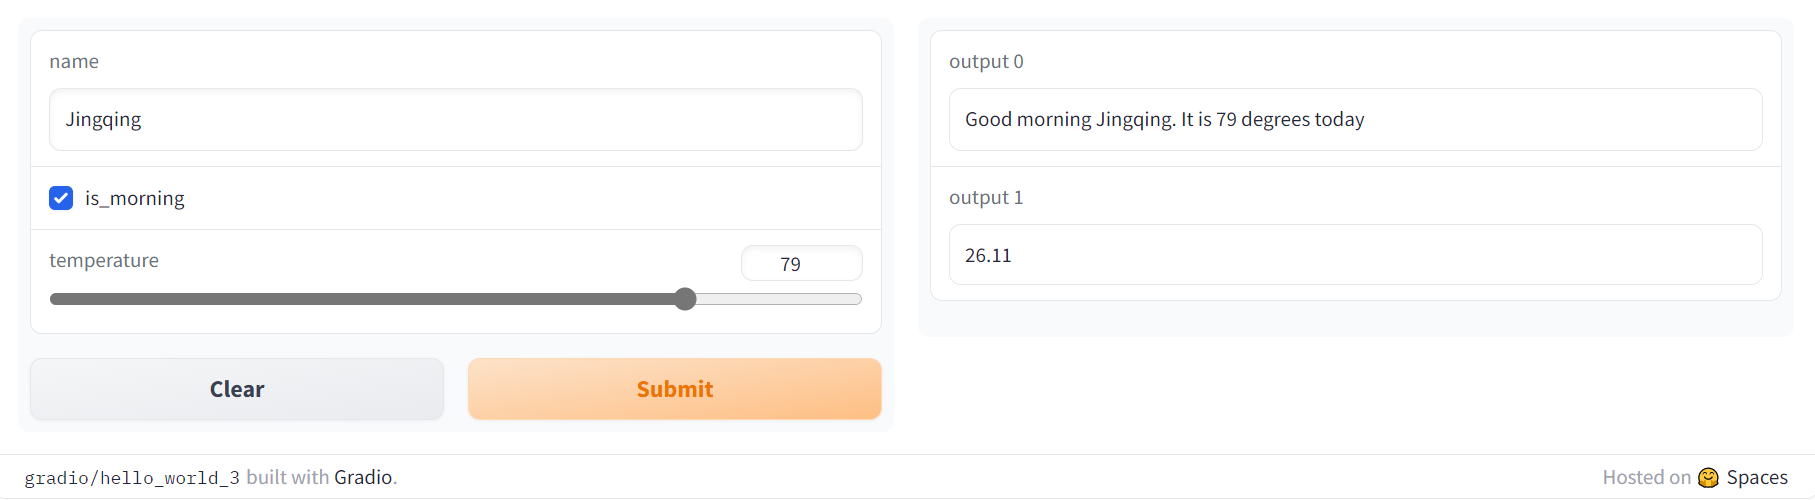 name
Jingqing
is_morning
temperature
79
Clear
Submit
output 0
Good morning Jingqing. It is 79 degrees today
output 1
26.11
gradio/hello_world_3 built with Gradio.
Hosted on 🤗 Spaces